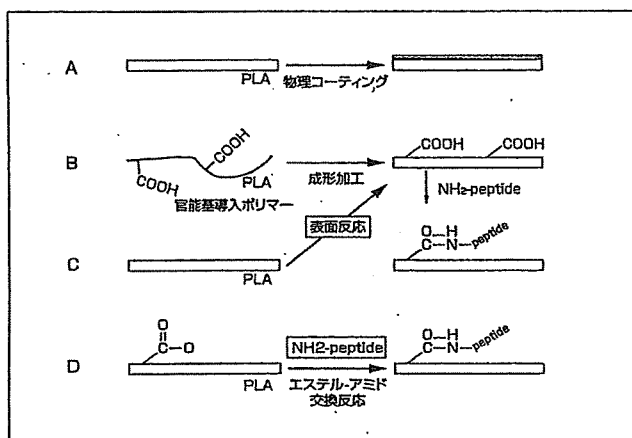 A
PLA
物理コーティング
B
COOH
COOH
PLA
官能基導入ポリマー
成形加工
COOH
COOH
NH₂-peptide
表面反応
C
PLA
O H
C-N-peptide
D
O
C-O
PLA
NH2-peptide
エステル-アミド
交換反応
O H
C-N-peptide